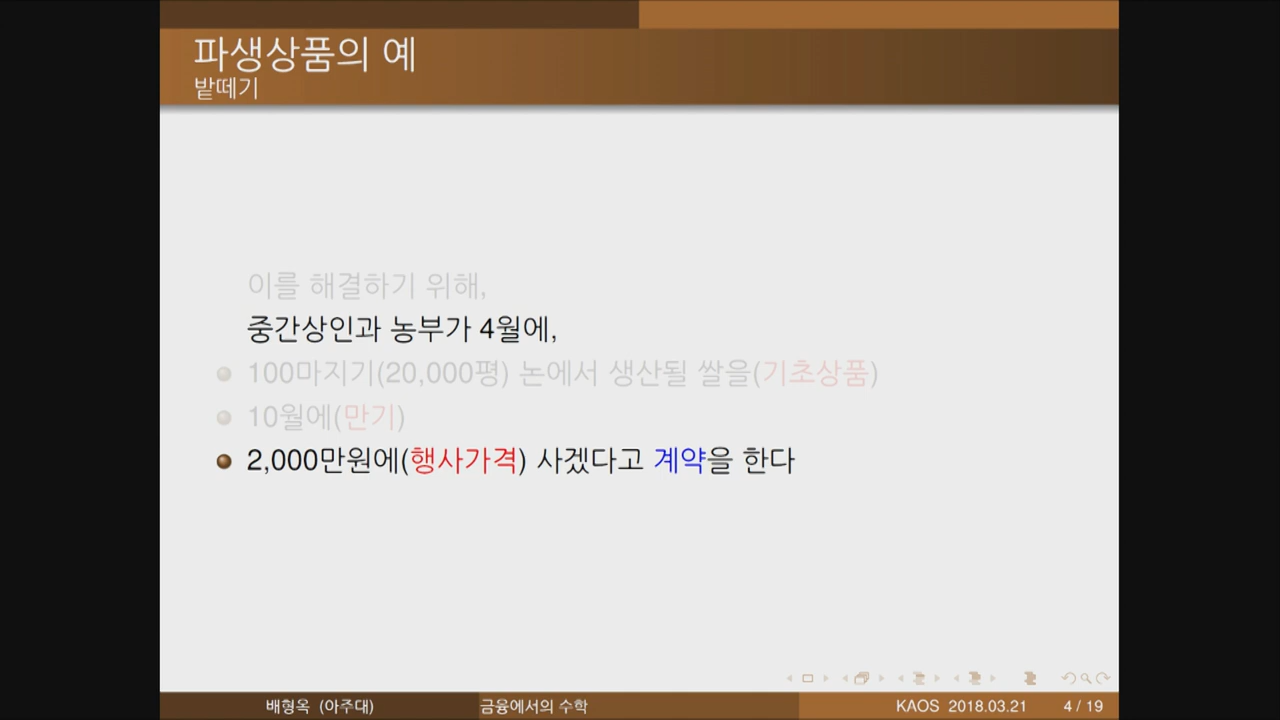 파생상품의 예
밭떼기
이를 해결하기 위해,
중간상인과 농부가 4월에,
100마지기(20,000평) 논에서 생산될 쌀을(기초상품)
10월에(만기)
2,000만원에(행사가격) 사겠다고 계약을 한다
배형옥 (아주대) 금융에서의 수학 KAOS 2018.03.21 4 / 19